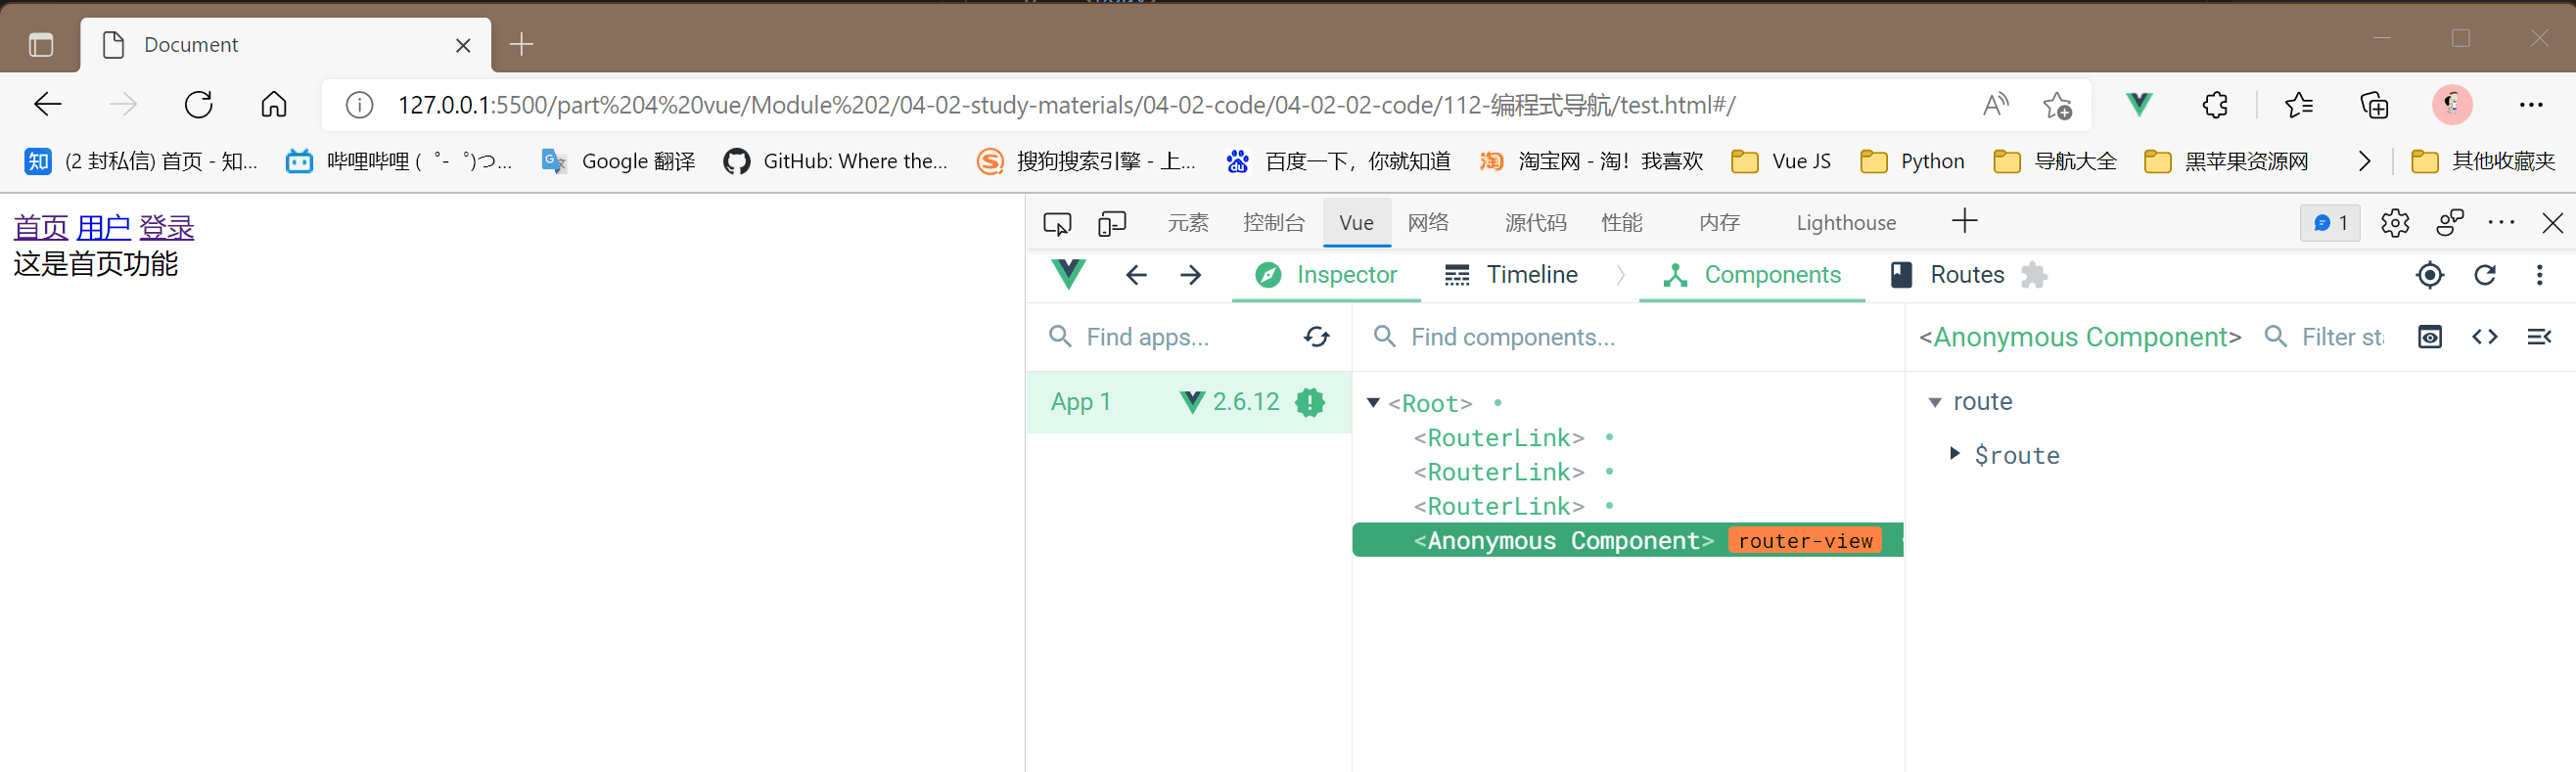 Document
127.0.0.1:5500/part%204%20vue/Module%202/04-02-study-materials/04-02-code/04-02-02-code/112-编程式导航/test.html#/
知 (2 封私信) 首页 - 知... 哔哩哔哩 ( ゜- ゜)つ... Google 翻译 GitHub: Where the... 搜狗搜索引擎 - 上... 百度一下，你就知道 淘宝网 - 淘！我喜欢 Vue JS Python 导航大全 黑苹果资源网 其他收藏夹
首页 用户 登录
这是首页功能
元素 控制台 Vue 网络 源代码 性能 内存 Lighthouse 1
Inspector Timeline Components Routes
Find apps... Find components... <Anonymous Component> Filter st
App 1 2.6.12
<Root>
<RouterLink>
<RouterLink>
<RouterLink>
<Anonymous Component> router-view
route
$route